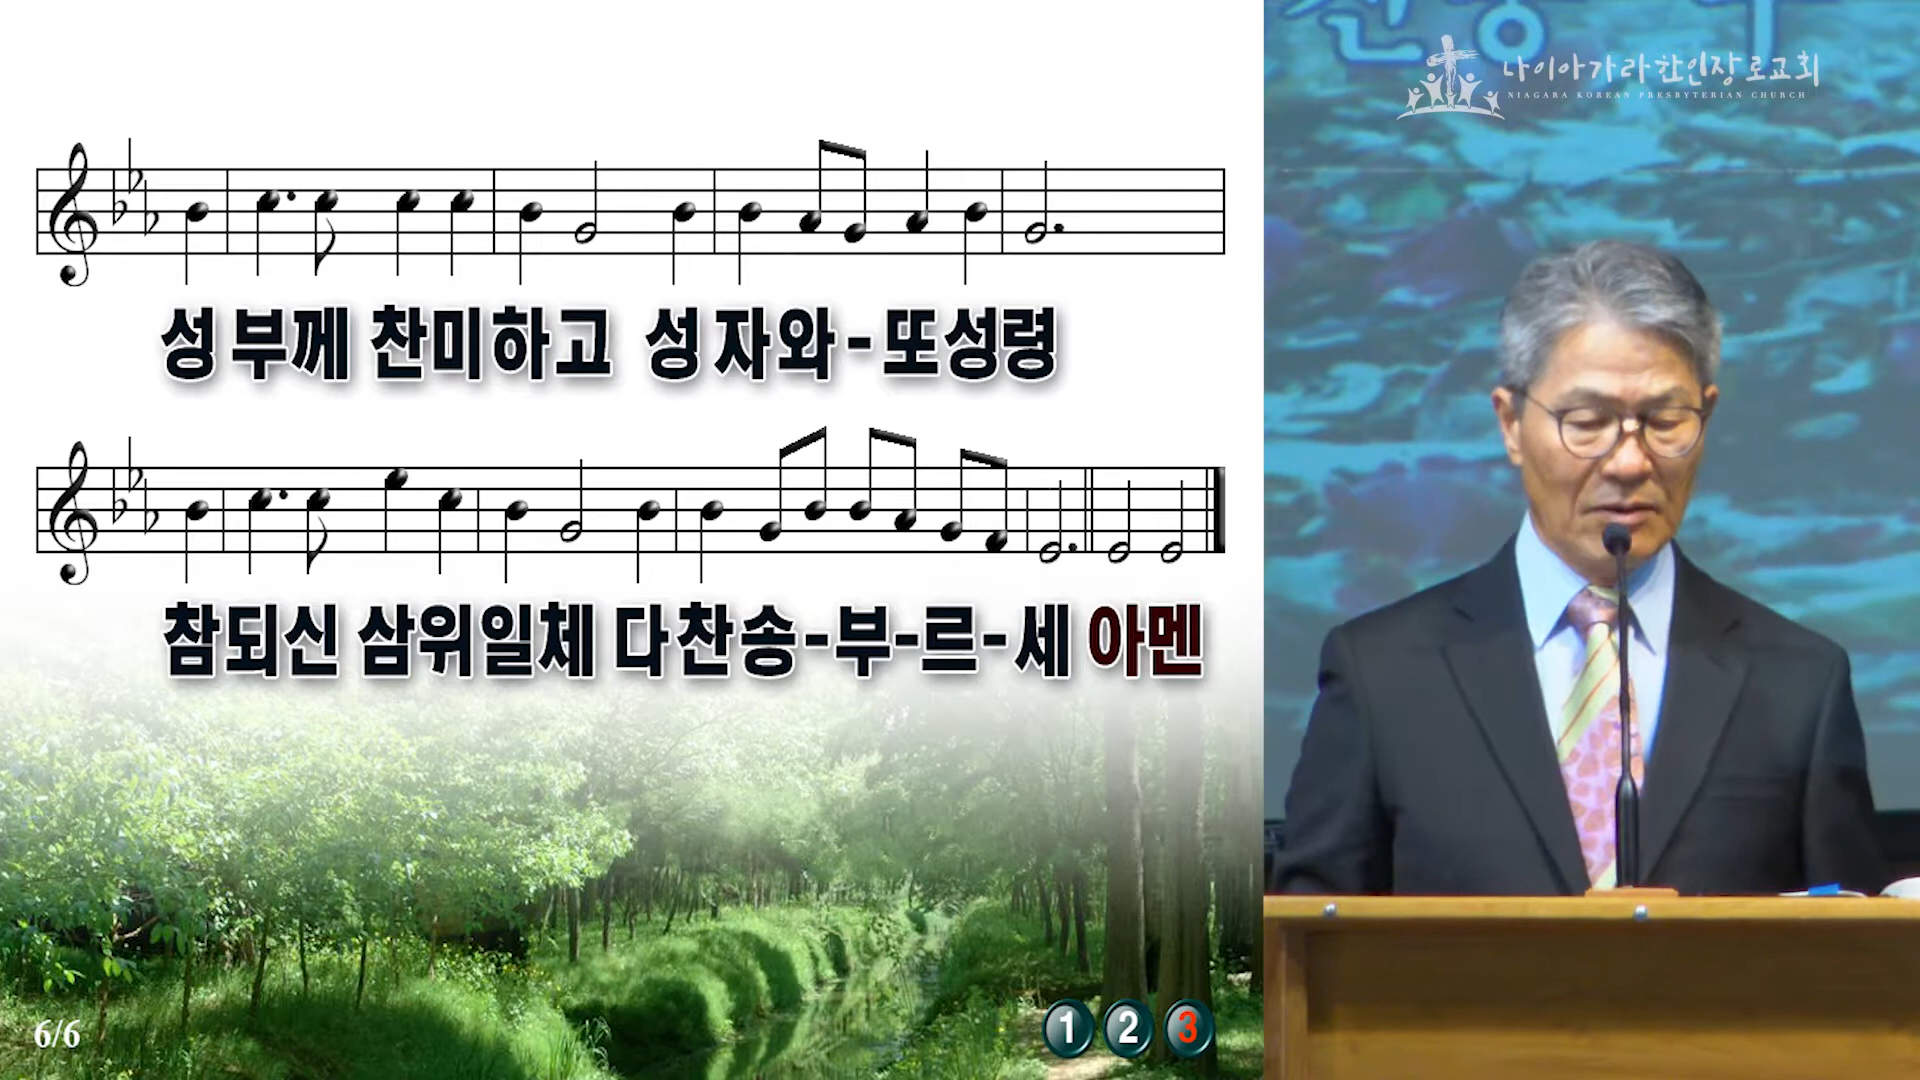 성부께 찬미하고 성자와-또성령
참되신 삼위일체 다찬송-부-르-세 아멘
6/6
1 2 3
나이아가라한인장로교회
NIAGARA KOREAN PRESBYTERIAN CHURCH